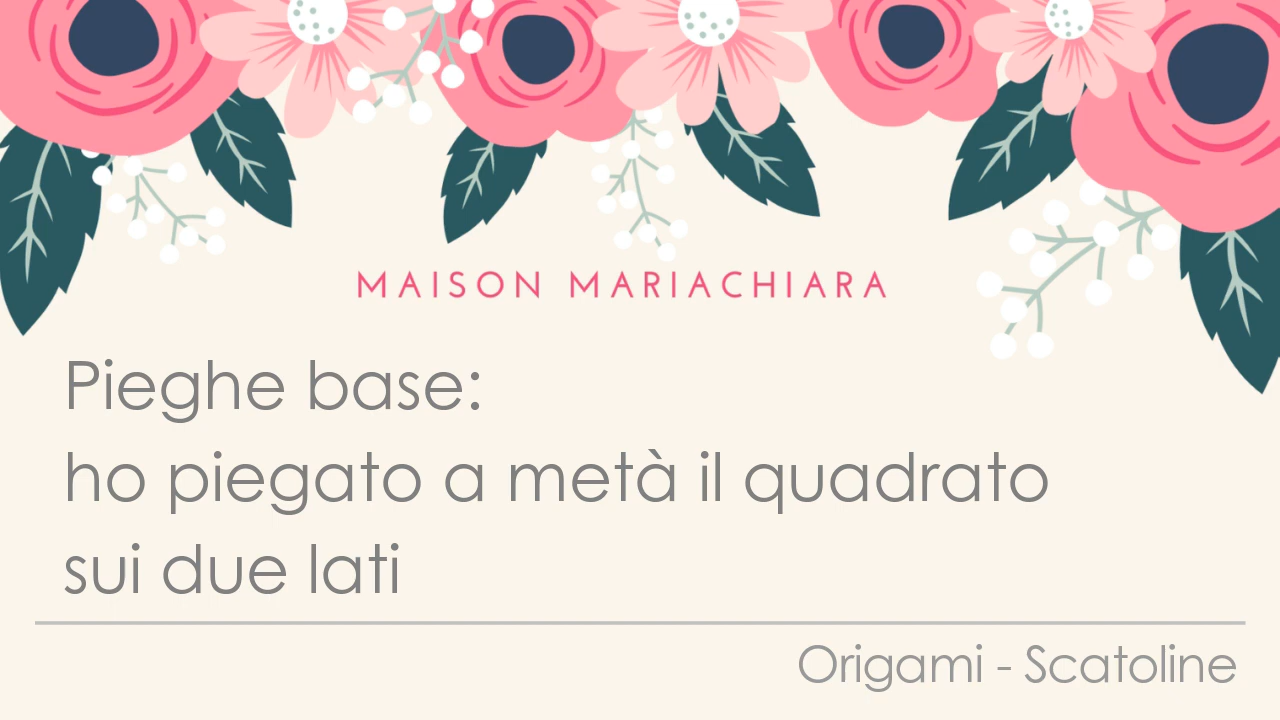 MAISON MARIACHIARA
Pieghe base:
ho piegato a metà il quadrato
sui due lati
Origami - Scatoline